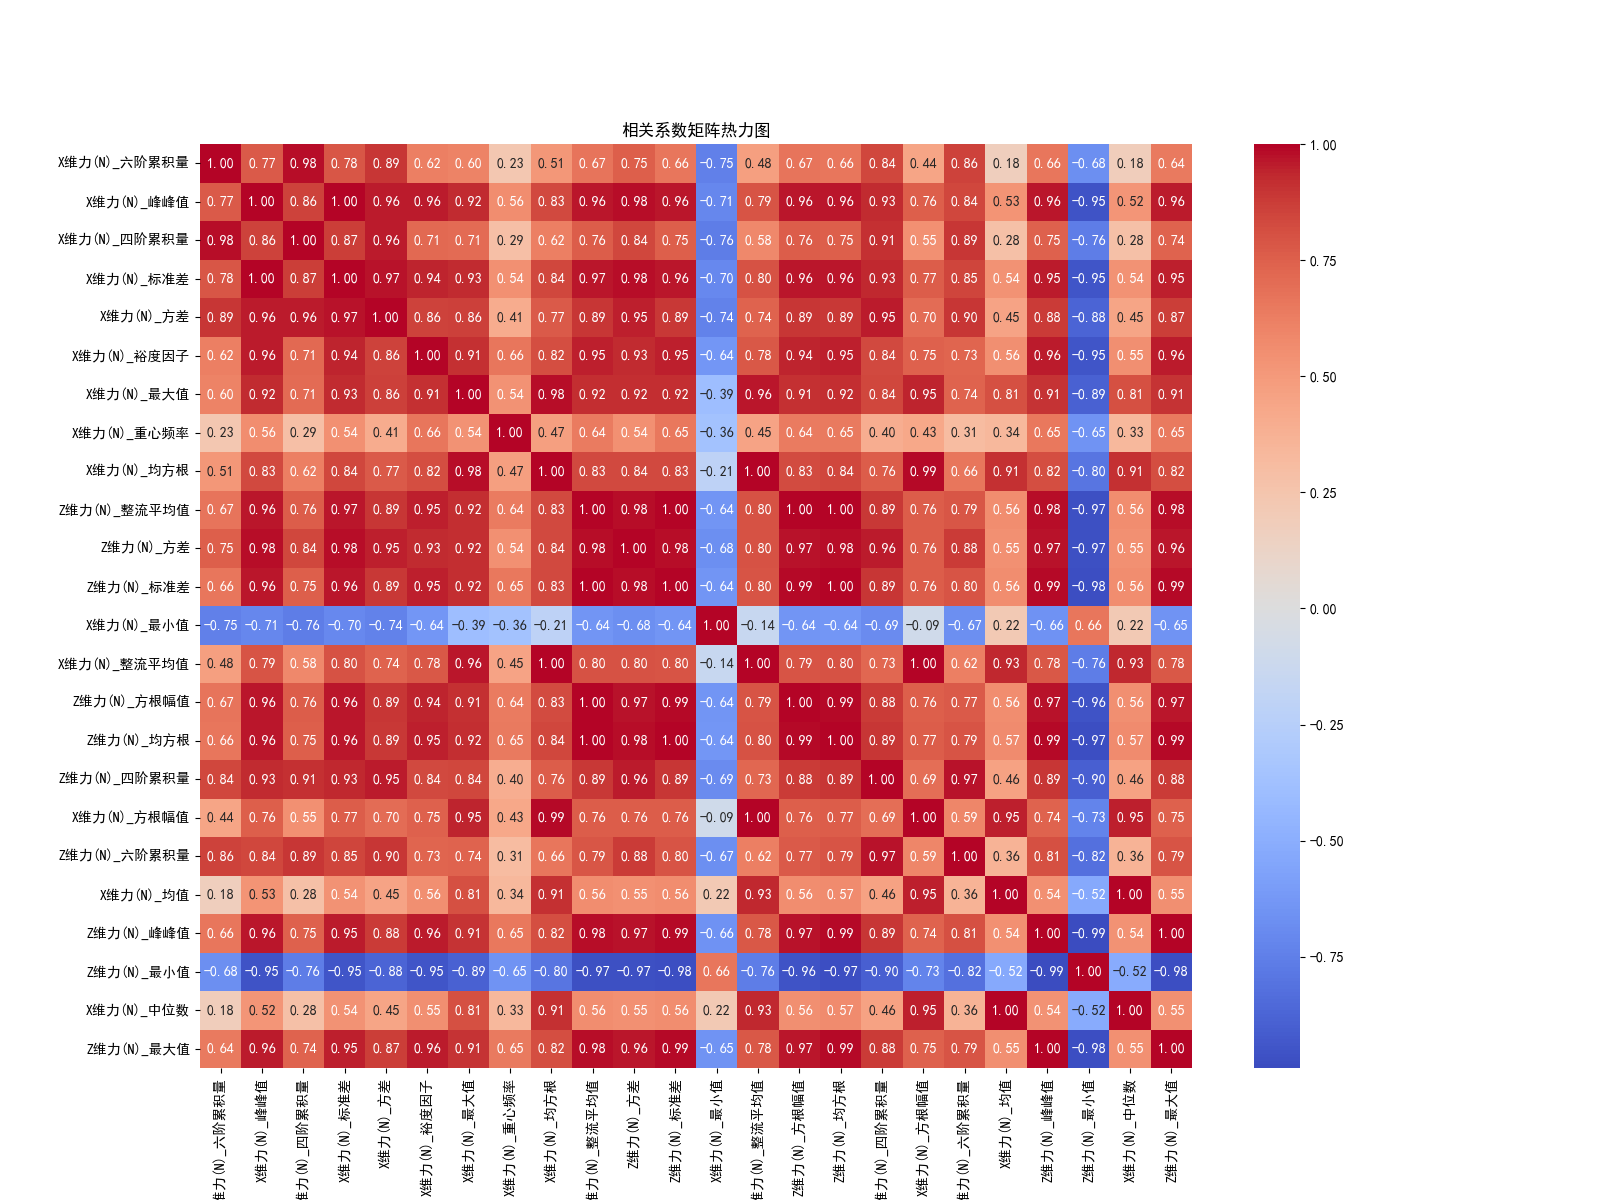 相关系数矩阵热力图
X维力(N)_六阶累积量 1.00 0.77 0.98 0.78 0.89 0.62 0.60 0.23 0.51 0.67 0.75 0.66 −0.75 0.48 0.67 0.66 0.84 0.44 0.86 0.18 0.66 −0.68 0.18 0.64
X维力(N)_峰峰值 0.77 1.00 0.86 1.00 0.96 0.96 0.92 0.56 0.83 0.96 0.98 0.96 −0.71 0.79 0.96 0.96 0.93 0.76 0.84 0.53 0.96 −0.95 0.52 0.96
X维力(N)_四阶累积量 0.98 0.86 1.00 0.87 0.96 0.71 0.71 0.29 0.62 0.76 0.84 0.75 −0.76 0.58 0.76 0.75 0.91 0.55 0.89 0.28 0.75 −0.76 0.28 0.74
X维力(N)_标准差 0.78 1.00 0.87 1.00 0.97 0.94 0.93 0.54 0.84 0.97 0.98 0.96 −0.70 0.80 0.96 0.96 0.93 0.77 0.85 0.54 0.95 −0.95 0.54 0.95
X维力(N)_方差 0.89 0.96 0.96 0.97 1.00 0.86 0.86 0.41 0.77 0.89 0.95 0.89 −0.74 0.74 0.89 0.89 0.95 0.70 0.90 0.45 0.88 −0.88 0.45 0.87
X维力(N)_裕度因子 0.62 0.96 0.71 0.94 0.86 1.00 0.91 0.66 0.82 0.95 0.93 0.95 −0.64 0.78 0.94 0.95 0.84 0.75 0.73 0.56 0.96 −0.95 0.55 0.96
X维力(N)_最大值 0.60 0.92 0.71 0.93 0.86 0.91 1.00 0.54 0.98 0.92 0.92 0.92 −0.39 0.96 0.91 0.92 0.84 0.95 0.74 0.81 0.91 −0.89 0.81 0.91
X维力(N)_重心频率 0.23 0.56 0.29 0.54 0.41 0.66 0.54 1.00 0.47 0.64 0.54 0.65 −0.36 0.45 0.64 0.65 0.40 0.43 0.31 0.34 0.65 −0.65 0.33 0.65
X维力(N)_均方根 0.51 0.83 0.62 0.84 0.77 0.82 0.98 0.47 1.00 0.83 0.84 0.83 −0.21 1.00 0.83 0.84 0.76 0.99 0.66 0.91 0.82 −0.80 0.91 0.82
Z维力(N)_整流平均值 0.67 0.96 0.76 0.97 0.89 0.95 0.92 0.64 0.83 1.00 0.98 1.00 −0.64 0.80 1.00 1.00 0.89 0.76 0.79 0.56 0.98 −0.97 0.56 0.98
Z维力(N)_方差 0.75 0.98 0.84 0.98 0.95 0.93 0.92 0.54 0.84 0.98 1.00 0.98 −0.68 0.80 0.97 0.98 0.96 0.76 0.88 0.55 0.97 −0.97 0.55 0.96
Z维力(N)_标准差 0.66 0.96 0.75 0.96 0.89 0.95 0.92 0.65 0.83 1.00 0.98 1.00 −0.64 0.80 0.99 1.00 0.89 0.76 0.80 0.56 0.99 −0.98 0.56 0.99
X维力(N)_最小值 −0.75 −0.71 −0.76 −0.70 −0.74 −0.64 −0.39 −0.36 −0.21 −0.64 −0.68 −0.64 1.00 −0.14 −0.64 −0.64 −0.69 −0.09 −0.67 0.22 −0.66 0.66 0.22 −0.65
X维力(N)_整流平均值 0.48 0.79 0.58 0.80 0.74 0.78 0.96 0.45 1.00 0.80 0.80 0.80 −0.14 1.00 0.79 0.80 0.73 1.00 0.62 0.93 0.78 −0.76 0.93 0.78
Z维力(N)_方根幅值 0.67 0.96 0.76 0.96 0.89 0.94 0.91 0.64 0.83 1.00 0.97 0.99 −0.64 0.79 1.00 0.99 0.88 0.76 0.77 0.56 0.97 −0.96 0.56 0.97
Z维力(N)_均方根 0.66 0.96 0.75 0.96 0.89 0.95 0.92 0.65 0.84 1.00 0.98 1.00 −0.64 0.80 0.99 1.00 0.89 0.77 0.79 0.57 0.99 −0.97 0.57 0.99
Z维力(N)_四阶累积量 0.84 0.93 0.91 0.93 0.95 0.84 0.84 0.40 0.76 0.89 0.96 0.89 −0.69 0.73 0.88 0.89 1.00 0.69 0.97 0.46 0.89 −0.90 0.46 0.88
X维力(N)_方根幅值 0.44 0.76 0.55 0.77 0.70 0.75 0.95 0.43 0.99 0.76 0.76 0.76 −0.09 1.00 0.76 0.77 0.69 1.00 0.59 0.95 0.74 −0.73 0.95 0.75
Z维力(N)_六阶累积量 0.86 0.84 0.89 0.85 0.90 0.73 0.74 0.31 0.66 0.79 0.88 0.80 −0.67 0.62 0.77 0.79 0.97 0.59 1.00 0.36 0.81 −0.82 0.36 0.79
X维力(N)_均值 0.18 0.53 0.28 0.54 0.45 0.56 0.81 0.34 0.91 0.56 0.55 0.56 0.22 0.93 0.56 0.57 0.46 0.95 0.36 1.00 0.54 −0.52 1.00 0.55
Z维力(N)_峰峰值 0.66 0.96 0.75 0.95 0.88 0.96 0.91 0.65 0.82 0.98 0.97 0.99 −0.66 0.78 0.97 0.99 0.89 0.74 0.81 0.54 1.00 −0.99 0.54 1.00
Z维力(N)_最小值 −0.68 −0.95 −0.76 −0.95 −0.88 −0.95 −0.89 −0.65 −0.80 −0.97 −0.97 −0.98 0.66 −0.76 −0.96 −0.97 −0.90 −0.73 −0.82 −0.52 −0.99 1.00 −0.52 −0.98
X维力(N)_中位数 0.18 0.52 0.28 0.54 0.45 0.55 0.81 0.33 0.91 0.56 0.55 0.56 0.22 0.93 0.56 0.57 0.46 0.95 0.36 1.00 0.54 −0.52 1.00 0.55
Z维力(N)_最大值 0.64 0.96 0.74 0.95 0.87 0.96 0.91 0.65 0.82 0.98 0.96 0.99 −0.65 0.78 0.97 0.99 0.88 0.75 0.79 0.55 1.00 −0.98 0.55 1.00
维力(N)_六阶累积量
X维力(N)_峰峰值
维力(N)_四阶累积量
X维力(N)_标准差
X维力(N)_方差
X维力(N)_裕度因子
X维力(N)_最大值
X维力(N)_重心频率
X维力(N)_均方根
维力(N)_整流平均值
Z维力(N)_方差
Z维力(N)_标准差
X维力(N)_最小值
维力(N)_整流平均值
Z维力(N)_方根幅值
Z维力(N)_均方根
维力(N)_四阶累积量
X维力(N)_方根幅值
维力(N)_六阶累积量
X维力(N)_均值
Z维力(N)_峰峰值
Z维力(N)_最小值
X维力(N)_中位数
Z维力(N)_最大值
1.00
0.75
0.50
0.25
0.00
−0.25
−0.50
−0.75